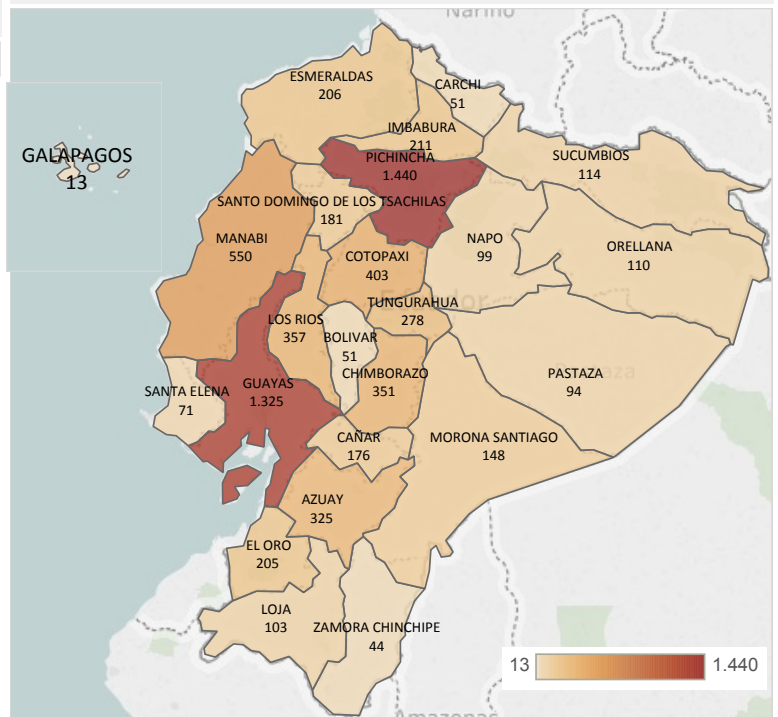 Nariño
ESMERALDAS
206
CARCHI
51
IMBABURA
211
GALAPAGOS
13
PICHINCHA
1.440
SUCUMBIOS
114
SANTO DOMINGO DE LOS TSACHILAS
181
MANABI
550
NAPO
99
ORELLANA
110
COTOPAXI
403
Ecuador
TUNGURAHUA
278
LOS RIOS
357
BOLIVAR
51
CHIMBORAZO
351
PASTAZA
94
SANTA ELENA
71
GUAYAS
1.325
CAÑAR
176
MORONA SANTIAGO
148
AZUAY
325
EL ORO
205
LOJA
103
ZAMORA CHINCHIPE
44
13
1.440
Amazonas